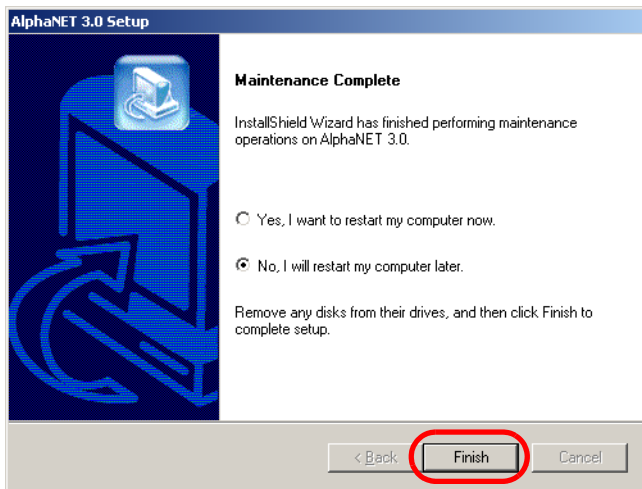 AlphaNET 3.0 Setup
Maintenance Complete
InstallShield Wizard has finished performing maintenance
operations on AlphaNET 3.0.
Yes, I want to restart my computer now.
No, I will restart my computer later.
Remove any disks from their drives, and then click Finish to
complete setup.
< Back Finish Cancel